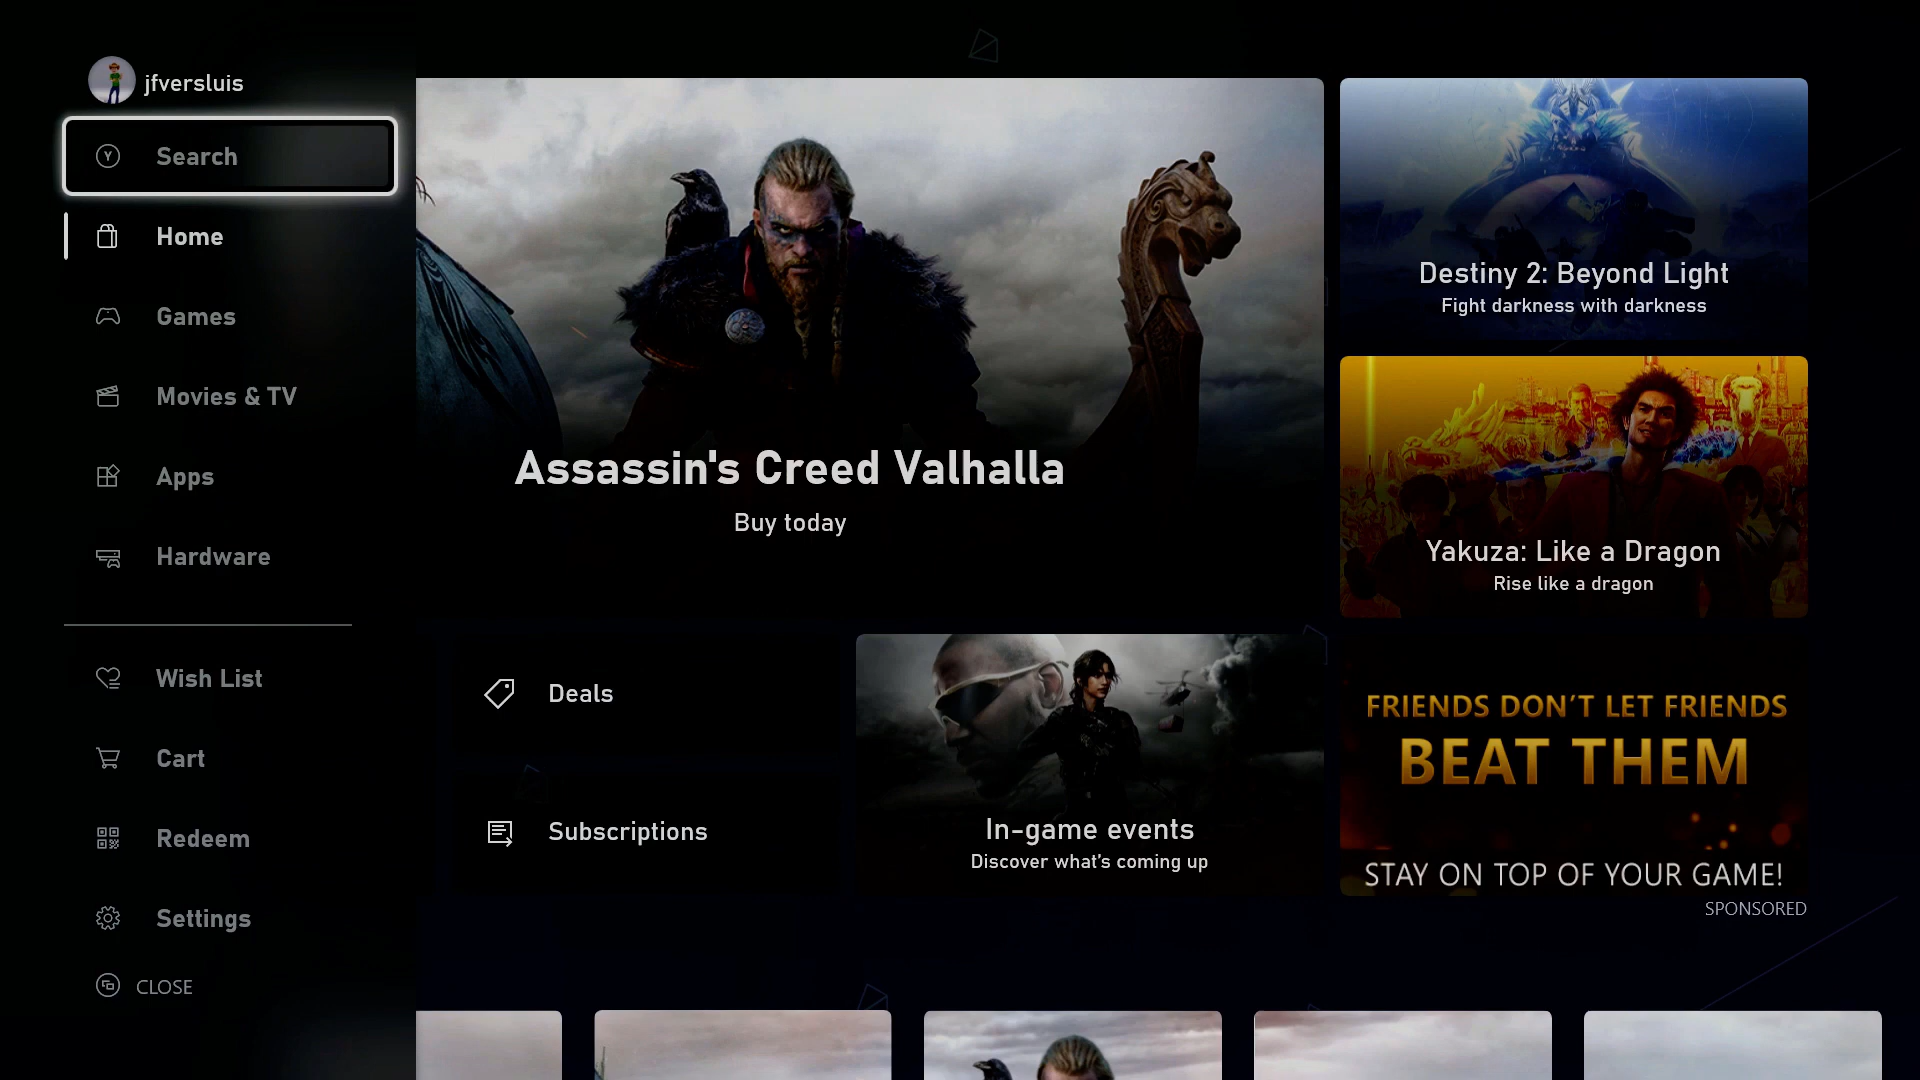 jfversluis
Y
Search
Home
Games
Movies & TV
Apps
Hardware
Wish List
Cart
Redeem
Settings
CLOSE
Assassin's Creed Valhalla
Buy today
Destiny 2: Beyond Light
Fight darkness with darkness
Yakuza: Like a Dragon
Rise like a dragon
Deals
Subscriptions
In-game events
Discover what's coming up
FRIENDS DON'T LET FRIENDS
BEAT THEM
STAY ON TOP OF YOUR GAME!
SPONSORED